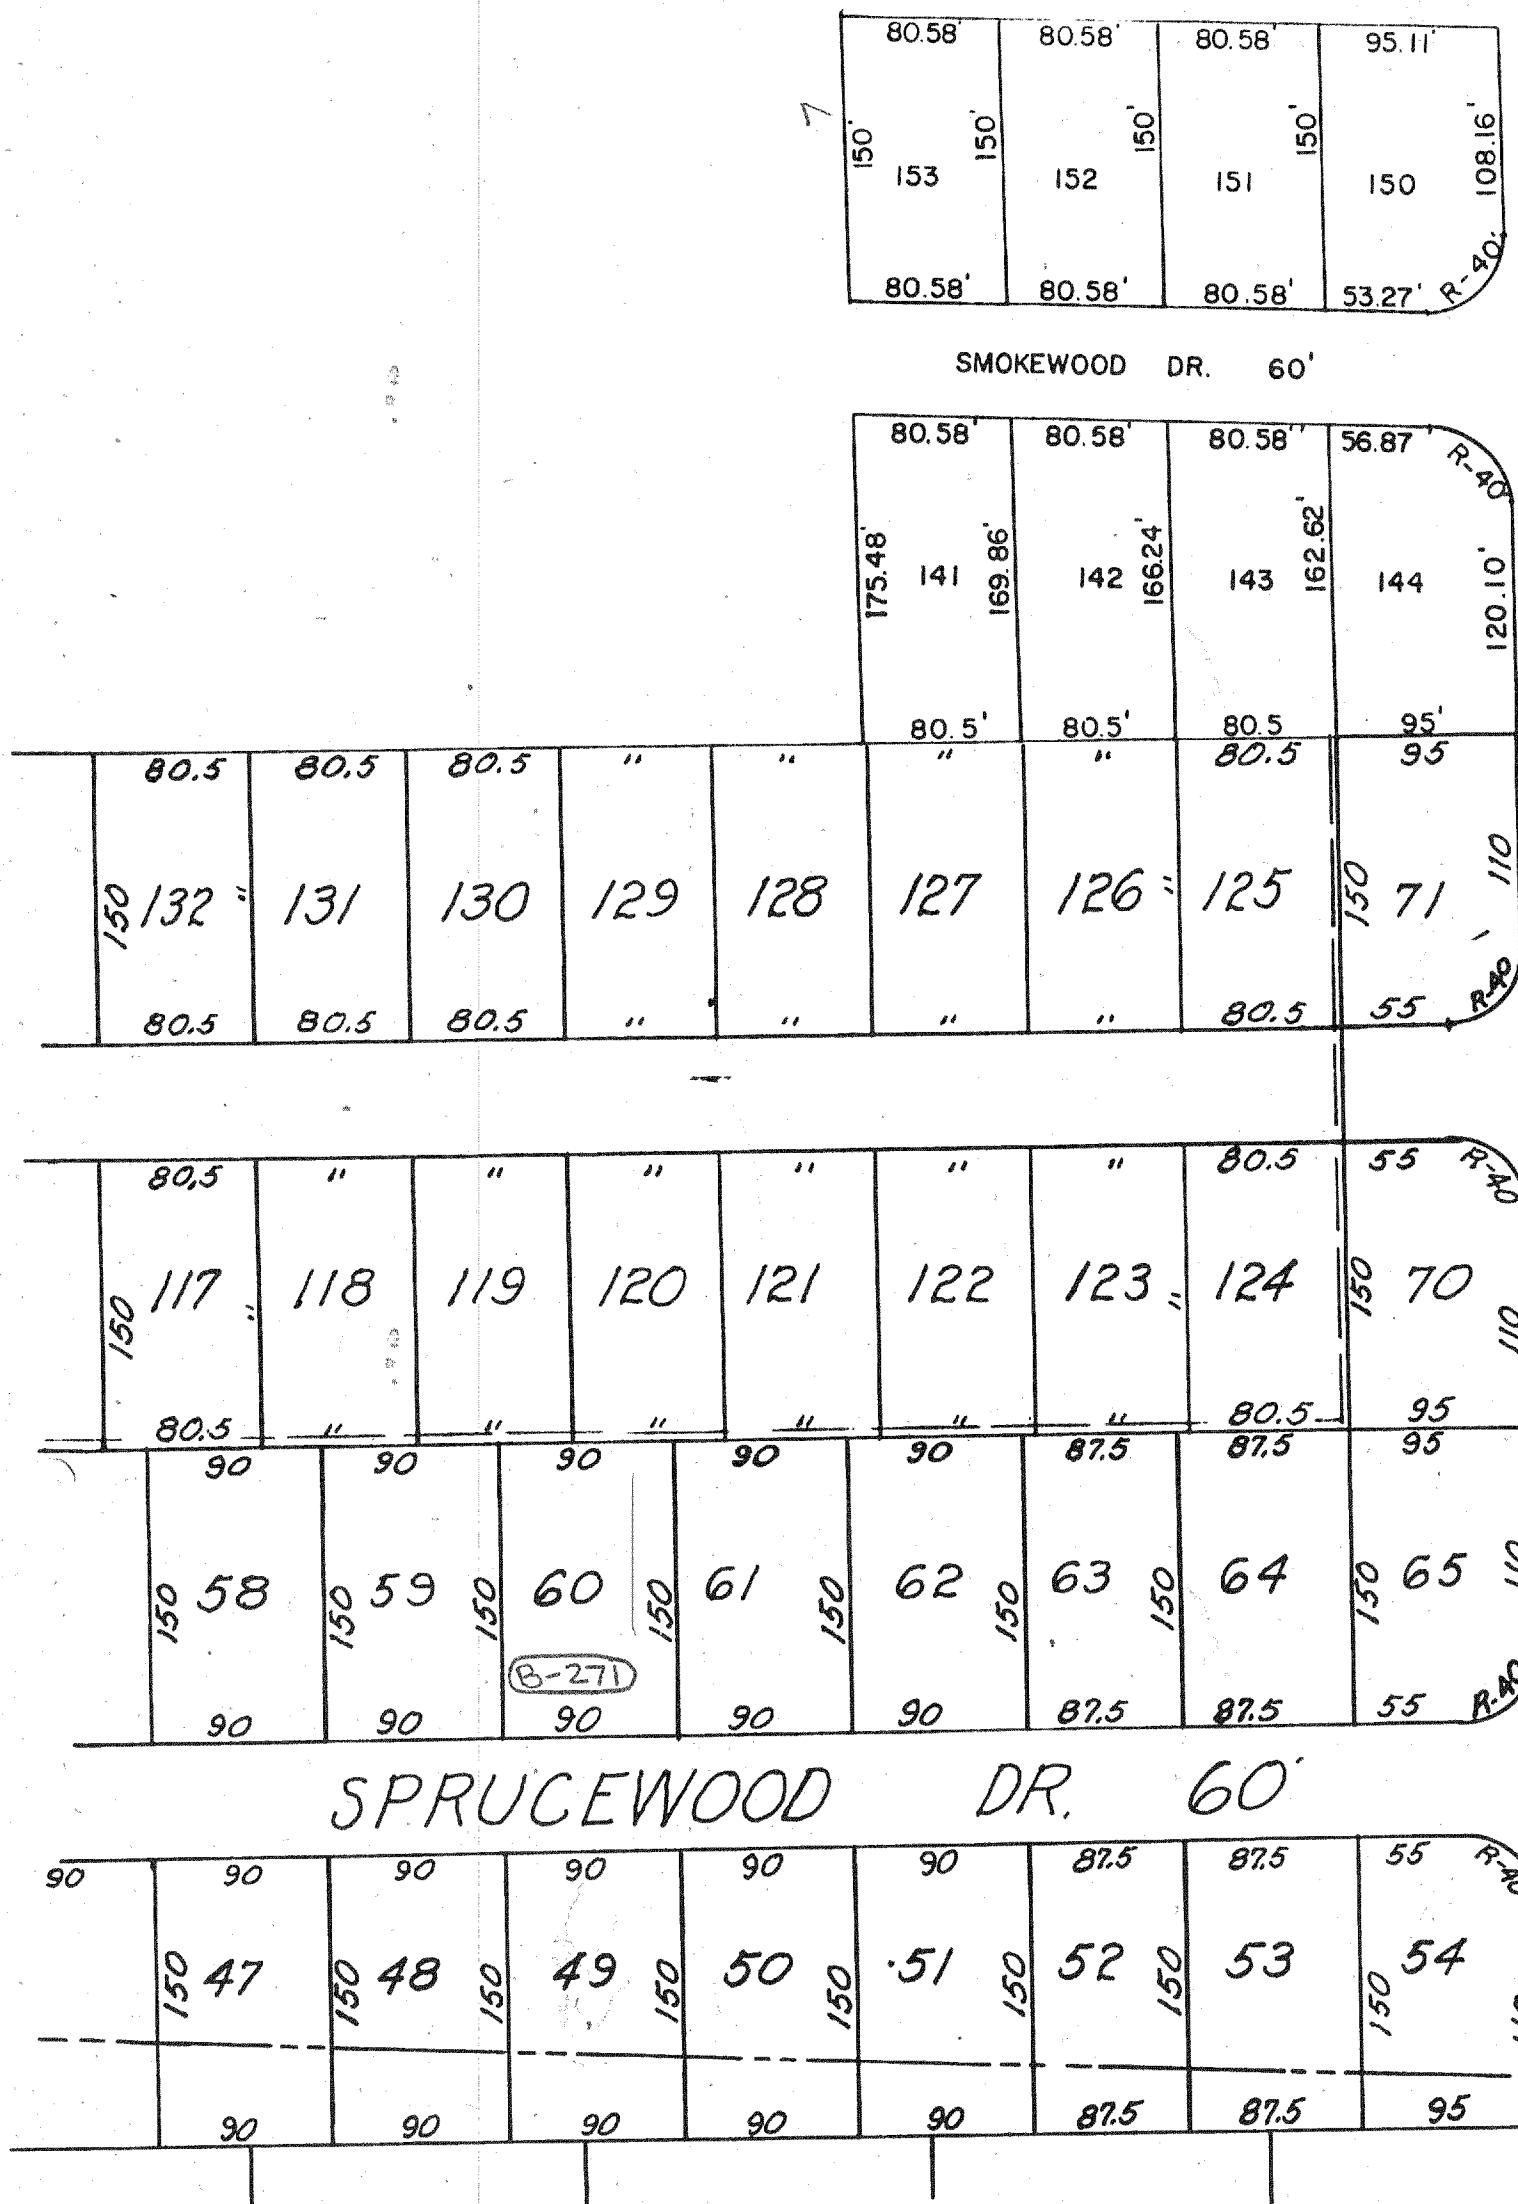 80.58' 80.58' 80.58' 95.11'
150' 150' 150' 150' 108.16'
153 152 151 150
80.58' 80.58' 80.58' 53.27' R-40'
SMOKEWOOD DR. 60'
80.58' 80.58' 80.58' 56.87' R-40'
175.48' 169.86' 166.24' 162.62' 120.10'
141 142 143 144
80.5' 80.5' 80.5 95'
80.5 80.5 80.5 " " " " 80.5 95
150 132 " 131 130 129 128 127 126 " 125 150 71 110
80.5 80.5 80.5 " " " " 80.5 55 R-40
80.5 " " " " " " 80.5 55 R-40
150 117 " 118 119 120 121 122 123 " 124 150 70 110
80.5 " " " " " " 80.5 95
90 90 90 90 90 87.5 87.5 95
150 58 150 59 150 60 150 61 150 62 150 63 150 64 150 65 110
B-271
90 90 90 90 90 87.5 87.5 55 R-40
SPRUCEWOOD DR. 60'
90 90 90 90 90 90 87.5 87.5 55 R-40
150 47 150 48 150 49 150 50 150 51 150 52 150 53 150 54
90 90 90 90 90 87.5 87.5 95